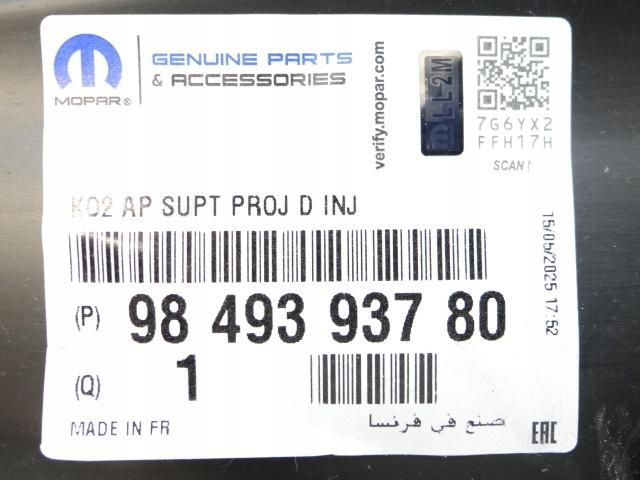 MOPAR®
GENUINE PARTS
& ACCESSORIES
verify.mopar.com
LL2M
7G6YX2
FFH17H
SCAN!
KO2 AP SUPT PROJ D INJ
15/05/2025 17:52
(P) 98 493 937 80
(Q) 1
MADE IN FR
صنع في فرنسا
EAC